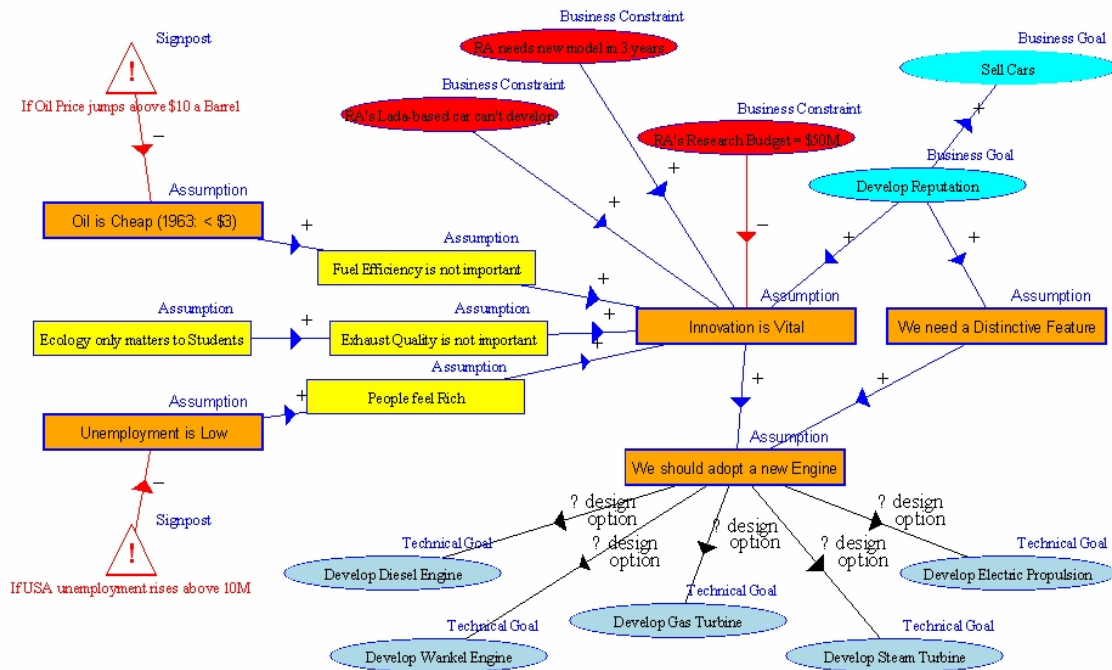 Signpost
!
If Oil Price jumps above $10 a Barrel
Business Constraint
RA needs new model in 3 years
Business Constraint
RA's Lada-based car can't develop
Business Constraint
RA's Research Budget = $50M
Business Goal
Sell Cars
+
Business Goal
Develop Reputation
–
Assumption
Oil is Cheap (1963: < $3)
+
Assumption
Fuel Efficiency is not important
+
+
+
–
+
+
Assumption
Ecology only matters to Students
+
Assumption
Exhaust Quality is not important
+
Assumption
Innovation is Vital
Assumption
We need a Distinctive Feature
Assumption
People feel Rich
+
Assumption
Unemployment is Low
+
+
+
Assumption
We should adopt a new Engine
–
Signpost
!
If USA unemployment rises above 10M
? design
option
? design
option
? design
option
? design
option
? design
option
Technical Goal
Develop Diesel Engine
Technical Goal
Develop Wankel Engine
Technical Goal
Develop Gas Turbine
Technical Goal
Develop Steam Turbine
Technical Goal
Develop Electric Propulsion